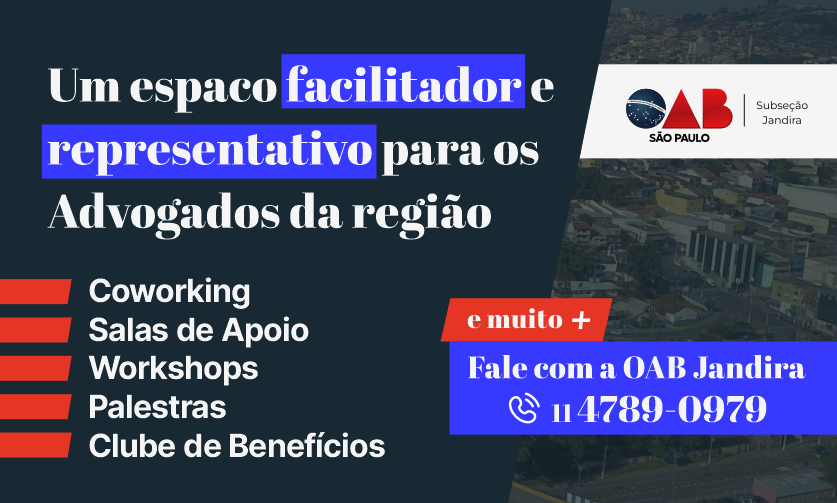 Um espaco facilitador e
representativo para os
Advogados da região
OAB
SÃO PAULO
Subseção
Jandira
Coworking
Salas de Apoio
Workshops
Palestras
Clube de Benefícios
e muito +
Fale com a OAB Jandira
11 4789-0979